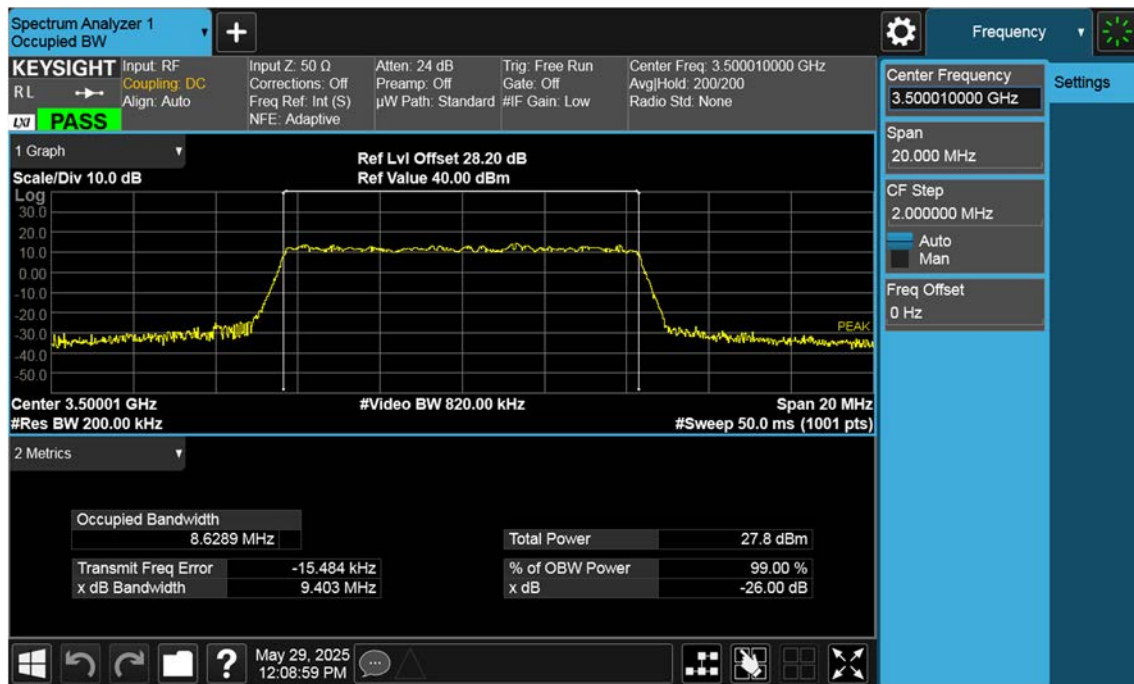 Spectrum Analyzer 1
Occupied BW
+
Frequency
KEYSIGHT
RL
LXI PASS
Input: RF
Coupling: DC
Align: Auto
Input Z: 50 Ω
Corrections: Off
Freq Ref: Int (S)
NFE: Adaptive
Atten: 24 dB
Preamp: Off
µW Path: Standard
Trig: Free Run
Gate: Off
#IF Gain: Low
Center Freq: 3.500010000 GHz
Avg|Hold: 200/200
Radio Std: None
Center Frequency
3.500010000 GHz
Settings
Span
20.000 MHz
CF Step
2.000000 MHz
Auto
Man
Freq Offset
0 Hz
1 Graph
Scale/Div 10.0 dB
Ref Lvl Offset 28.20 dB
Ref Value 40.00 dBm
Log
30.0
20.0
10.0
0.00
-10.0
-20.0
-30.0
-40.0
-50.0
PEAK
Center 3.50001 GHz
#Video BW 820.00 kHz
Span 20 MHz
#Res BW 200.00 kHz
#Sweep 50.0 ms (1001 pts)
2 Metrics
Occupied Bandwidth
8.6289 MHz
Total Power 27.8 dBm
Transmit Freq Error -15.484 kHz
% of OBW Power 99.00 %
x dB Bandwidth 9.403 MHz
x dB -26.00 dB
?
May 29, 2025
12:08:59 PM